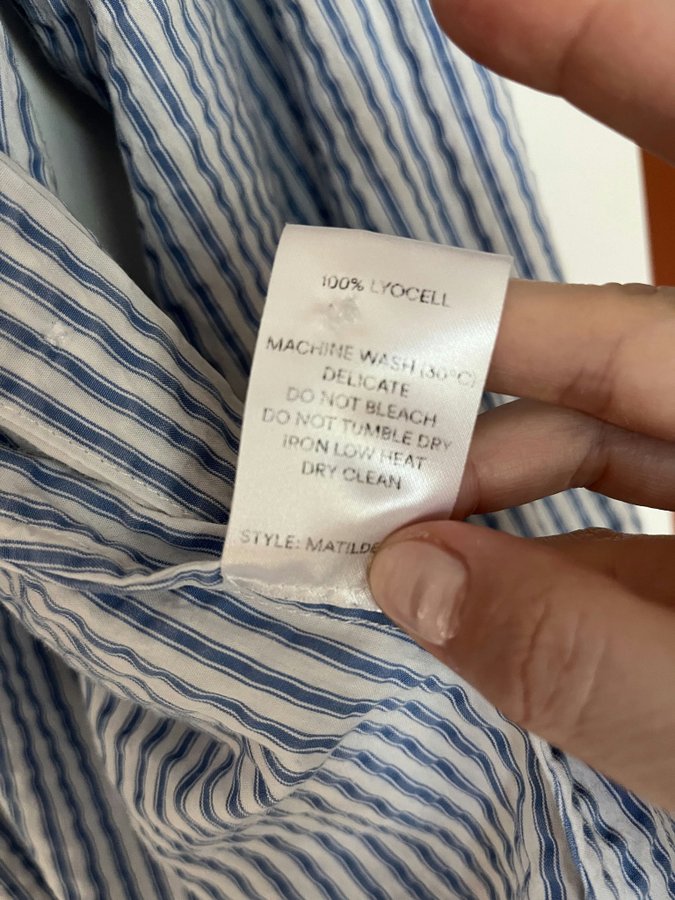 100% LYOCELL
MACHINE WASH (30°C)
DELICATE
DO NOT BLEACH
DO NOT TUMBLE DRY
IRON LOW HEAT
DRY CLEAN
STYLE: MATILDE